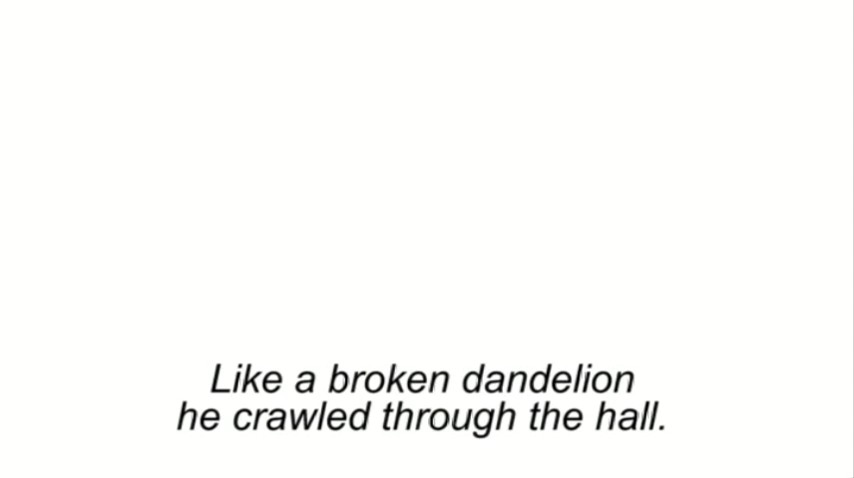 Like a broken dandelion
he crawled through the hall.